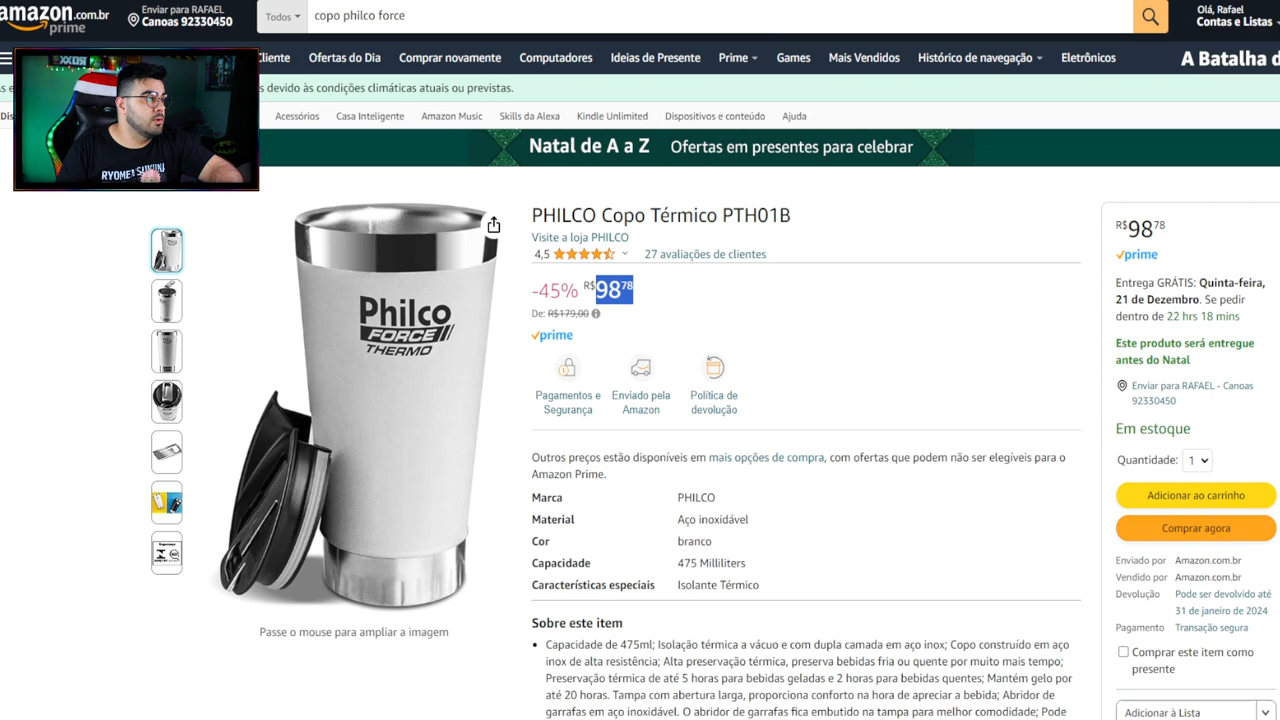 amazon.com.br
prime
Enviar para RAFAEL
Canoas 92330450
Todos
copo philco force
Olá, Rafael
Contas e Listas
Cliente
Ofertas do Dia
Comprar novamente
Computadores
Ideias de Presente
Prime
Games
Mais Vendidos
Histórico de navegação
Eletrônicos
A Batalha d
devido às condições climáticas atuais ou previstas.
Acessórios
Casa Inteligente
Amazon Music
Skills da Alexa
Kindle Unlimited
Dispositivos e conteúdo
Ajuda
RYOMEN SUKUNA
Natal de A a Z
Ofertas em presentes para celebrar
Philco
FORCE
THERMO
Passe o mouse para ampliar a imagem
PHILCO Copo Térmico PTH01B
Visite a loja PHILCO
4,5
27 avaliações de clientes
-45% R$98 78
De: R$179,00
prime
Pagamentos e
Segurança
Enviado pela
Amazon
Política de
devolução
Outros preços estão disponíveis em mais opções de compra, com ofertas que podem não ser elegíveis para o
Amazon Prime.
Marca PHILCO
Material Aço inoxidável
Cor branco
Capacidade 475 Mililiters
Características especiais Isolante Térmico
Sobre este item
• Capacidade de 475ml; Isolação térmica a vácuo e com dupla camada em aço inox; Copo construído em aço
inox de alta resistência; Alta preservação térmica, preserva bebidas fria ou quente por muito mais tempo;
Preservação térmica de até 5 horas para bebidas geladas e 2 horas para bebidas quentes; Mantém gelo por
até 20 horas. Tampa com abertura larga, proporciona conforto na hora de apreciar a bebida; Abridor de
garrafas em aço inoxidável. O abridor de garrafas fica embutido na tampa para melhor comodidade; Pode
R$98 78
prime
Entrega GRÁTIS: Quinta-feira,
21 de Dezembro. Se pedir
dentro de 22 hrs 18 mins
Este produto será entregue
antes do Natal
Enviar para RAFAEL - Canoas
92330450
Em estoque
Quantidade: 1
Adicionar ao carrinho
Comprar agora
Enviado por Amazon.com.br
Vendido por Amazon.com.br
Devolução Pode ser devolvido até
31 de janeiro de 2024
Pagamento Transação segura
Comprar este item como
presente
Adicionar à Lista